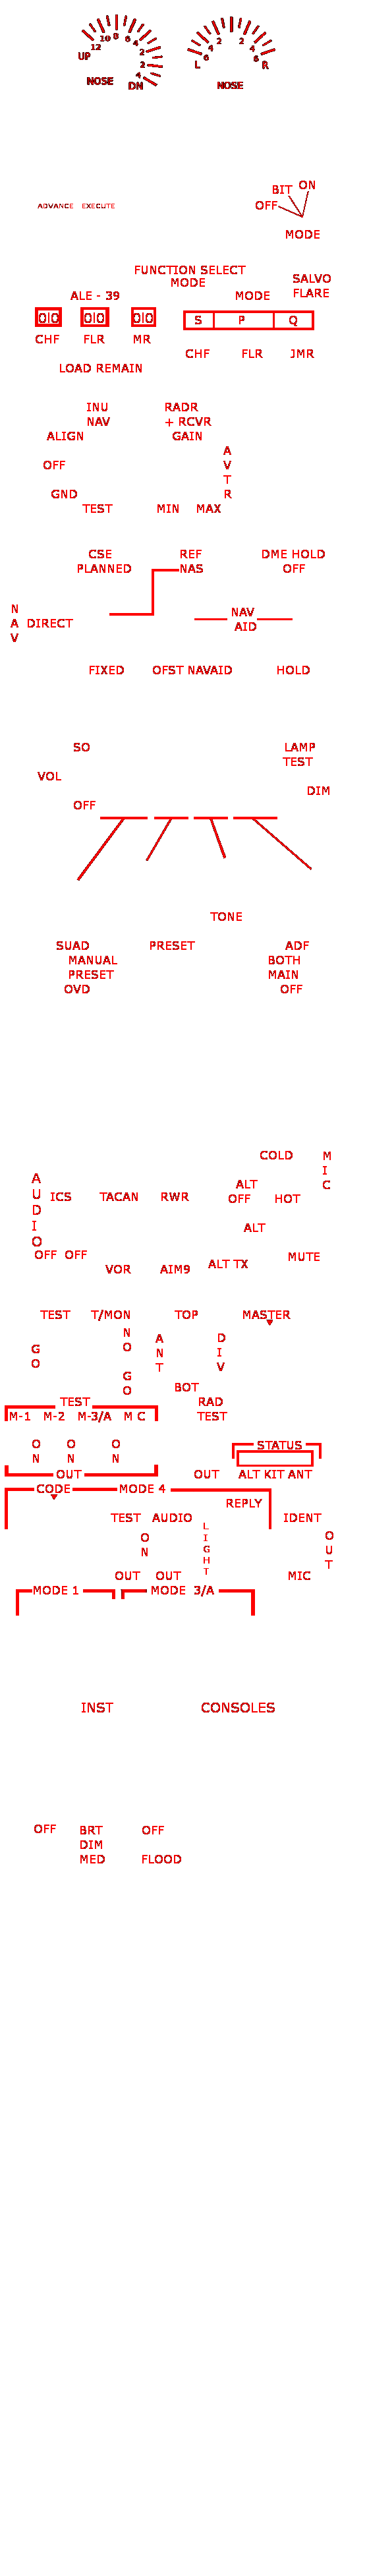 12 10 8 6 4 2 2 4
UP
NOSE DN
6 4 2 2 4 6
L R
NOSE
BIT ON
ADVANCE EXECUTE
OFF
MODE
FUNCTION SELECT
MODE
SALVO
ALE - 39
MODE
FLARE
00 00 00
S P Q
CHF FLR MR
CHF FLR JMR
LOAD REMAIN
INU RADR
NAV + RCVR
ALIGN GAIN
A
V
T
R
OFF
GND
TEST MIN MAX
CSE REF DME HOLD
PLANNED NAS OFF
N
A
V
DIRECT
NAV
AID
FIXED OFST NAVAID HOLD
SO LAMP
TEST
VOL
DIM
OFF
TONE
SUAD PRESET ADF
MANUAL BOTH
PRESET MAIN
OVD OFF
COLD
M
I
C
A
U
D
I
O
ALT
ICS TACAN RWR OFF HOT
ALT
OFF OFF MUTE
VOR AIM9 ALT TX
TEST T/MON TOP MASTER
N
O
G
O
A
N
T
D
I
V
G
O
BOT
TEST RAD
M-1 M-2 M-3/A M C TEST
O
N
O
N
O
N
STATUS
OUT OUT ALT KIT ANT
CODE MODE 4
REPLY
TEST AUDIO
L
I
G
H
T
IDENT
O
N
O
U
T
OUT OUT MIC
MODE 1 MODE 3/A
INST CONSOLES
OFF BRT OFF
DIM
MED FLOOD